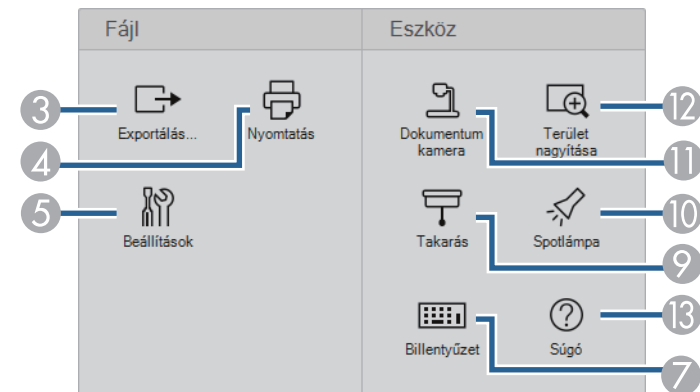 Fájl
Eszköz
3
Exportálás...
Nyomtatás
Dokumentum
kamera
Terület
nagyítása
12
4
11
5
Beállítások
Takarás
Spotlámpa
10
9
Billentyűzet
Súgó
13
7